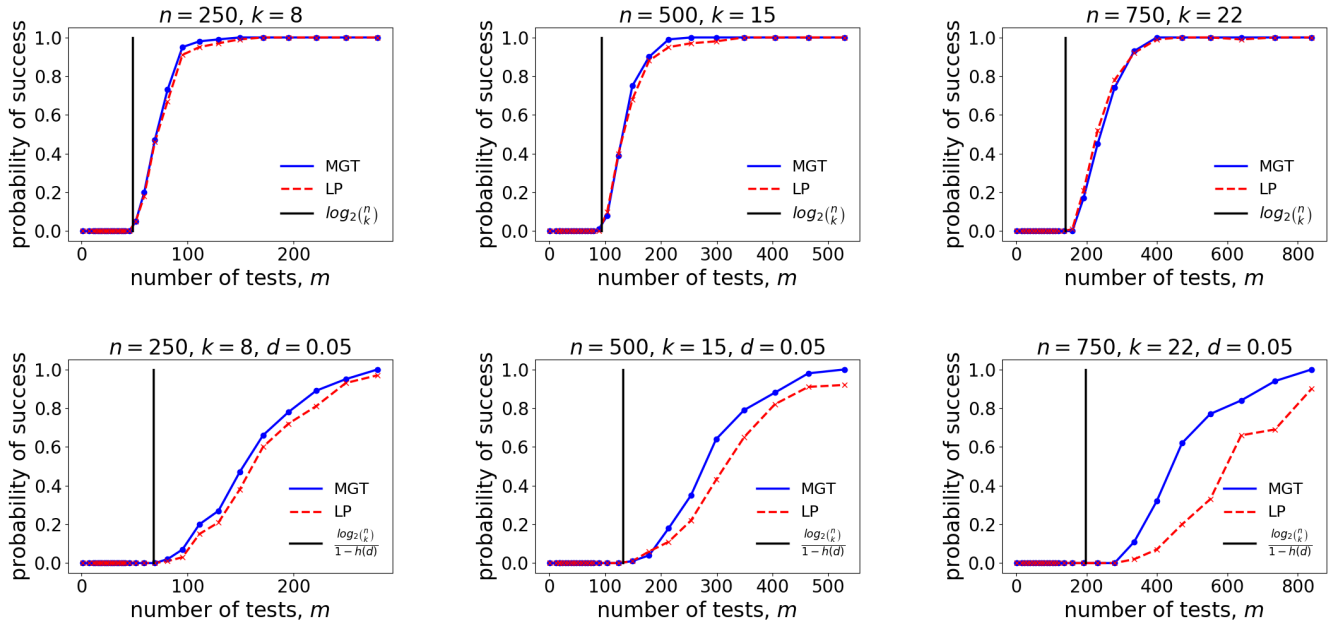 n = 250, k = 8
probability of success
1.0
0.8
0.6
0.4
0.2
0.0
MGT
LP
log₂(n k)
0 100 200
number of tests, m
n = 500, k = 15
probability of success
1.0
0.8
0.6
0.4
0.2
0.0
MGT
LP
log₂(n k)
0 100 200 300 400 500
number of tests, m
n = 750, k = 22
probability of success
1.0
0.8
0.6
0.4
0.2
0.0
MGT
LP
log₂(n k)
0 200 400 600 800
number of tests, m
n = 250, k = 8, d = 0.05
probability of success
1.0
0.8
0.6
0.4
0.2
0.0
MGT
LP
log₂(n k)
1 − h(d)
0 100 200
number of tests, m
n = 500, k = 15, d = 0.05
probability of success
1.0
0.8
0.6
0.4
0.2
0.0
MGT
LP
log₂(n k)
1 − h(d)
0 100 200 300 400 500
number of tests, m
n = 750, k = 22, d = 0.05
probability of success
1.0
0.8
0.6
0.4
0.2
0.0
MGT
LP
log₂(n k)
1 − h(d)
0 200 400 600 800
number of tests, m